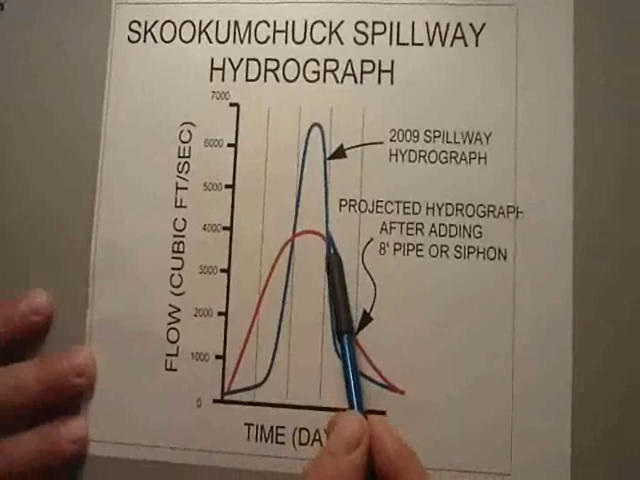 SKOOKUMCHUCK SPILLWAY
HYDROGRAPH
7000
6000
5000
4000
3000
2000
1000
0
FLOW (CUBIC FT/SEC)
2009 SPILLWAY
HYDROGRAPH
PROJECTED HYDROGRAPH
AFTER ADDING
8' PIPE OR SIPHON
TIME (DA